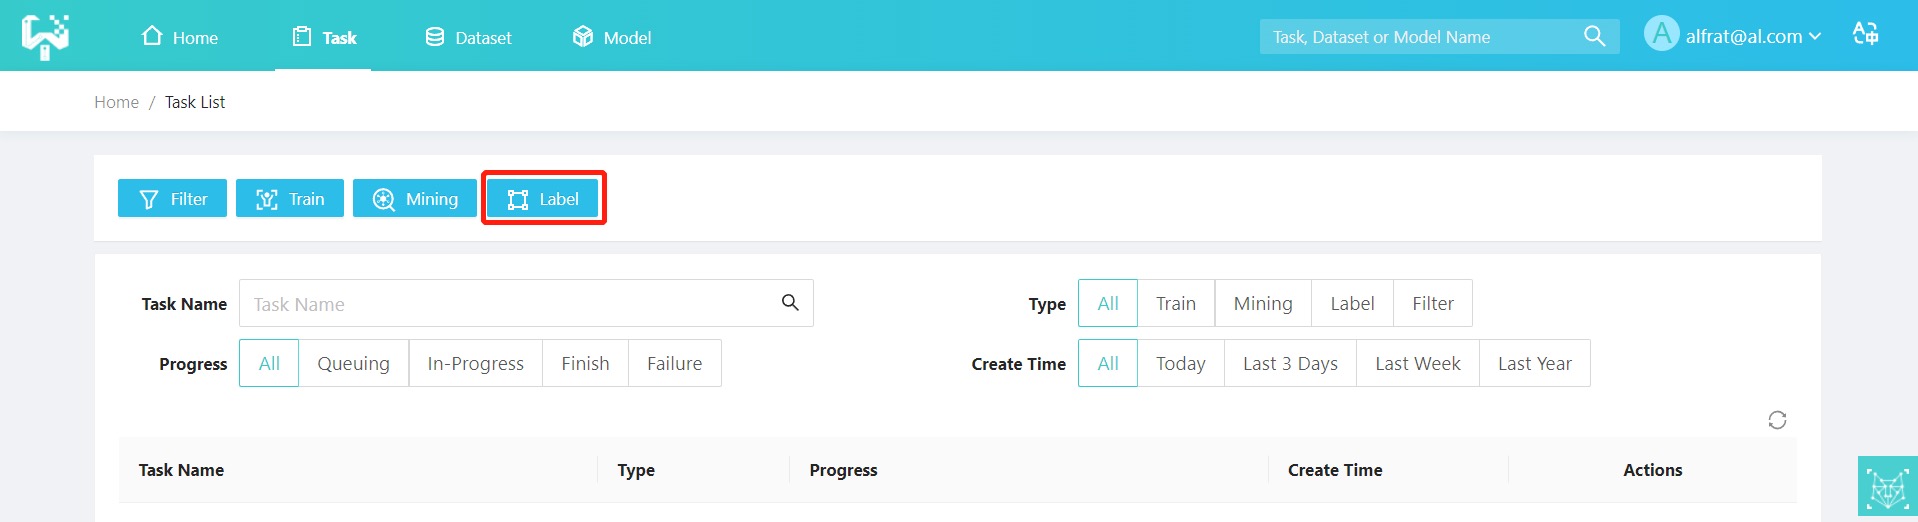 Home Task Dataset Model Task, Dataset or Model Name A alfrat@al.com A中
Home / Task List
Filter Train Mining Label
Task Name Task Name Type All Train Mining Label Filter
Progress All Queuing In-Progress Finish Failure Create Time All Today Last 3 Days Last Week Last Year
Task Name Type Progress Create Time Actions